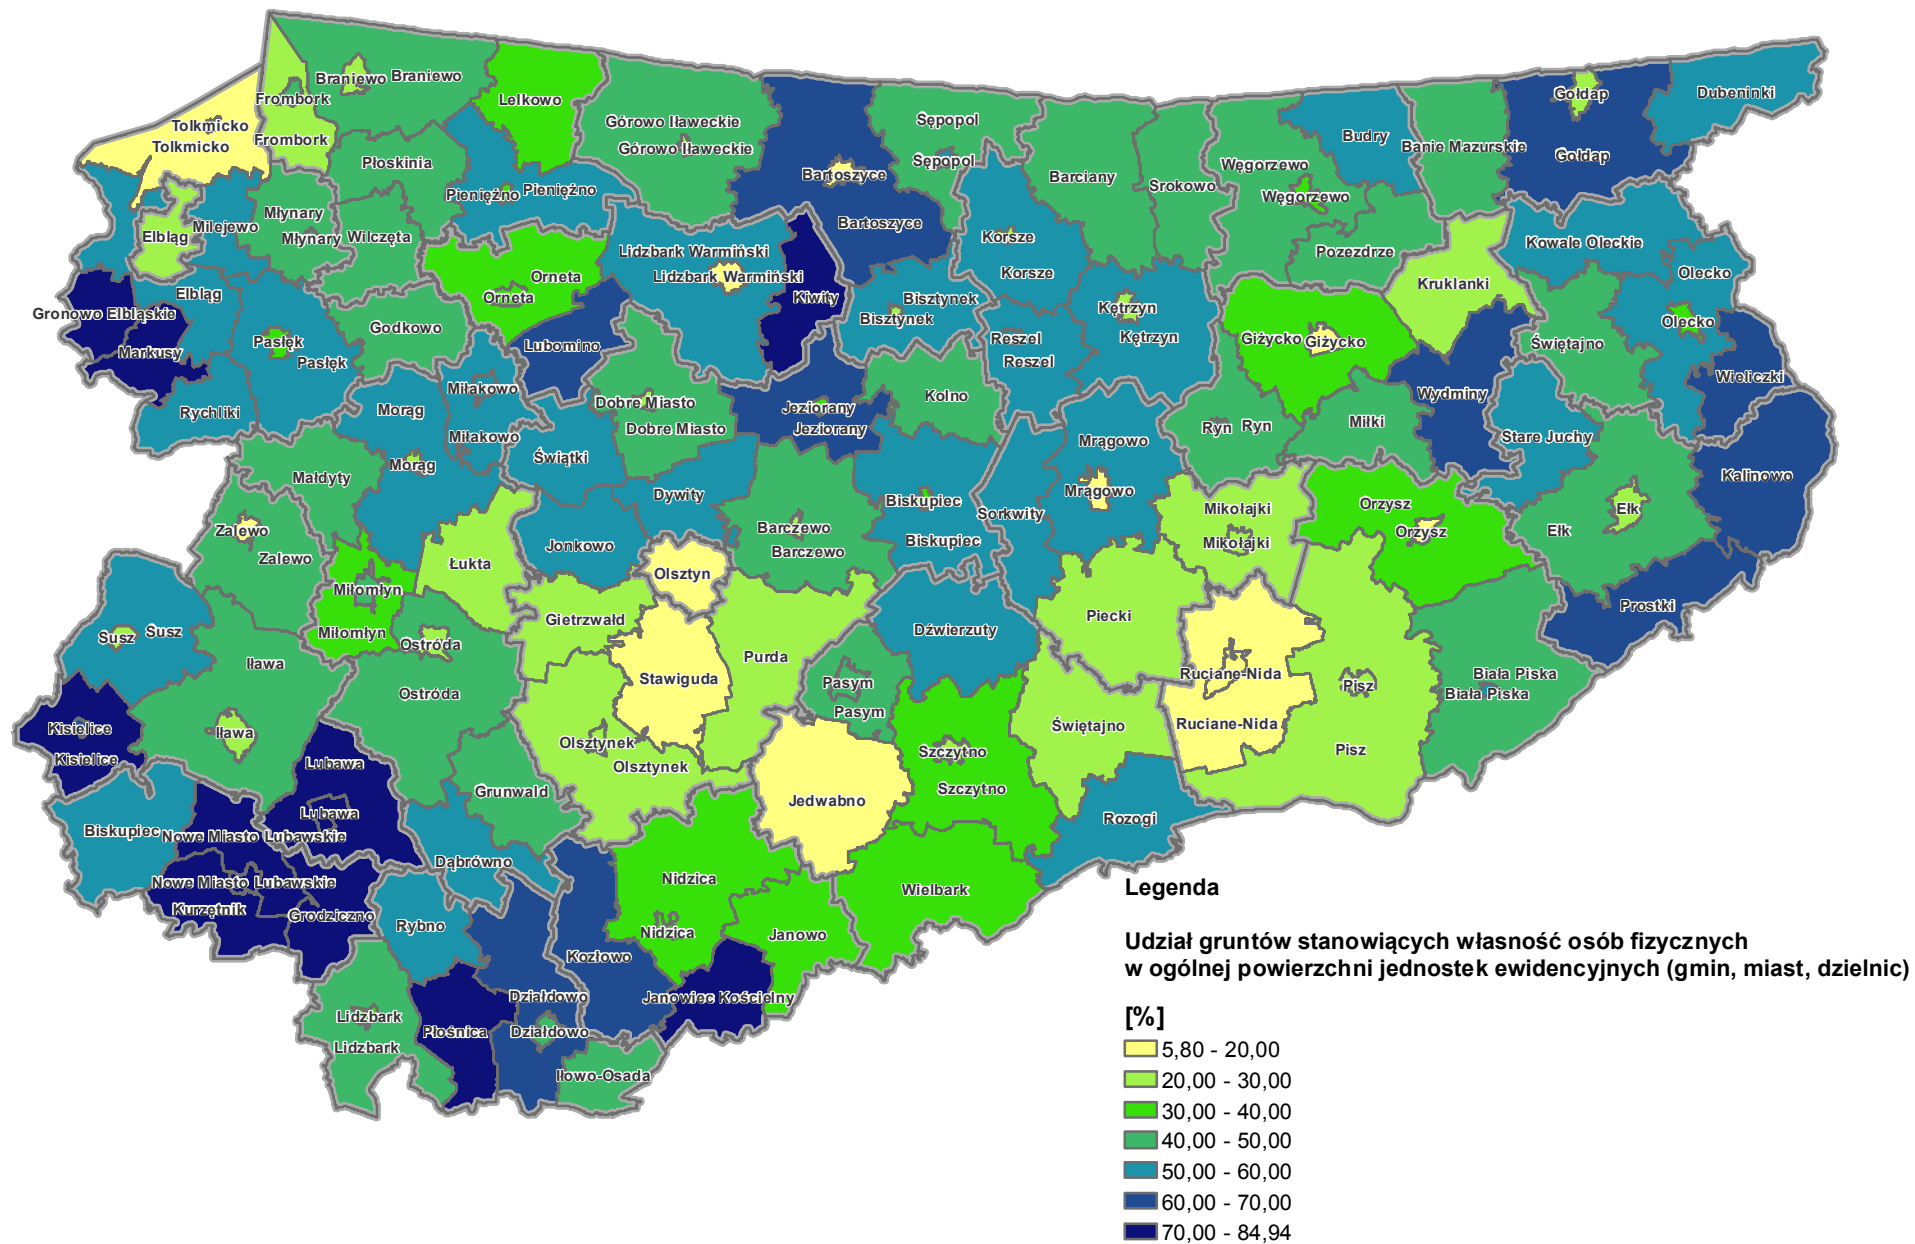 Braniewo
Braniewo
Lelkowo
Frombork
Frombork
Tolkmicko
Tolkmicko
Płoskinia
Pieniężno
Pieniężno
Górowo Iławeckie
Górowo Iławeckie
Bartoszyce
Bartoszyce
Sępopol
Sępopol
Barciany
Srokowo
Węgorzewo
Węgorzewo
Budry
Banie Mazurskie
Gołdap
Gołdap
Dubeninki
Elbląg
Milejewo
Młynary
Młynary
Wilczęta
Orneta
Orneta
Lidzbark Warmiński
Lidzbark Warmiński
Kiwity
Korsze
Korsze
Pozezdrze
Kruklanki
Kowale Oleckie
Olecko
Olecko
Gronowo Elbląskie
Elbląg
Markusy
Pasłęk
Pasłęk
Godkowo
Lubomino
Bisztynek
Bisztynek
Reszel
Reszel
Kętrzyn
Kętrzyn
Giżycko
Giżycko
Świętajno
Wieliczki
Rychliki
Morąg
Morąg
Miłakowo
Miłakowo
Dobre Miasto
Dobre Miasto
Jeziorany
Jeziorany
Kolno
Mrągowo
Mrągowo
Ryn
Ryn
Miłki
Wydminy
Stare Juchy
Kalinowo
Małdyty
Świątki
Dywity
Biskupiec
Biskupiec
Sorkwity
Mikołajki
Mikołajki
Orzysz
Orzysz
Ełk
Ełk
Zalewo
Zalewo
Łukta
Jonkowo
Barczewo
Barczewo
Olsztyn
Miłomłyn
Miłomłyn
Ostróda
Ostróda
Gietrzwałd
Stawiguda
Purda
Dźwierzuty
Piecki
Prostki
Susz
Susz
Iława
Iława
Pasym
Pasym
Ruciane-Nida
Ruciane-Nida
Pisz
Pisz
Biała Piska
Biała Piska
Kisielice
Kisielice
Lubawa
Lubawa
Olsztynek
Olsztynek
Szczytno
Szczytno
Świętajno
Grunwald
Jedwabno
Rozogi
Biskupiec
Nowe Miasto Lubawskie
Nowe Miasto Lubawskie
Kurzętnik
Grodziczno
Dąbrówno
Rybno
Nidzica
Nidzica
Wielbark
Janowo
Kozłowo
Janowiec Kościelny
Działdowo
Działdowo
Płośnica
Lidzbark
Lidzbark
Iłowo-Osada
Legenda
Udział gruntów stanowiących własność osób fizycznych
w ogólnej powierzchni jednostek ewidencyjnych (gmin, miast, dzielnic)
[%]
5,80 - 20,00
20,00 - 30,00
30,00 - 40,00
40,00 - 50,00
50,00 - 60,00
60,00 - 70,00
70,00 - 84,94